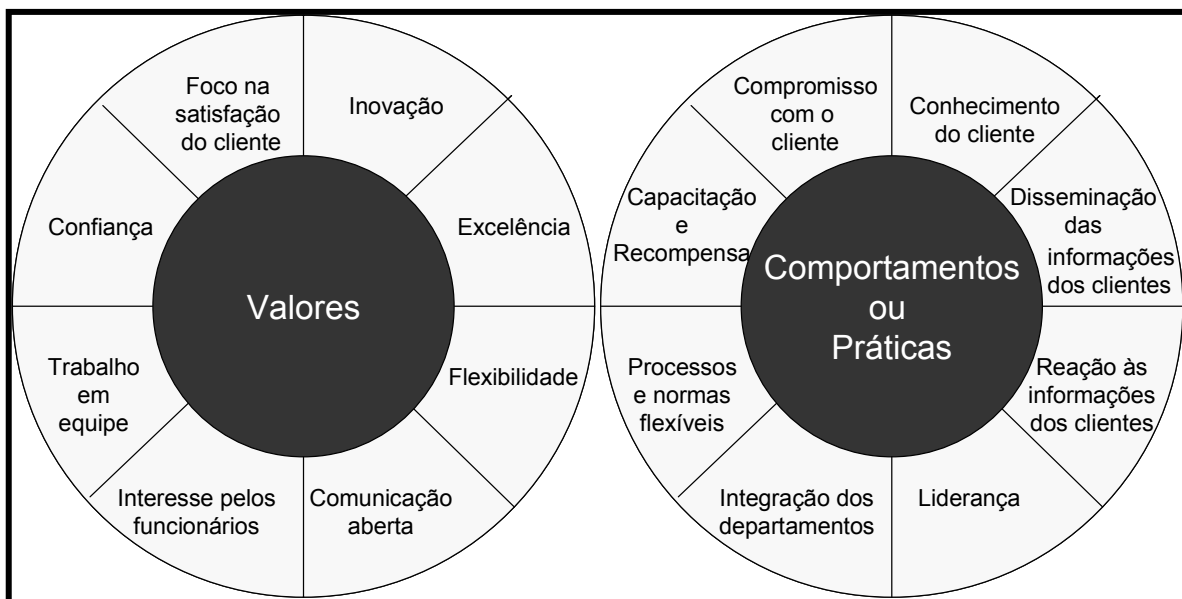 Foco na
satisfação
do cliente
Inovação
Excelência
Flexibilidade
Comunicação
aberta
Interesse pelos
funcionários
Trabalho
em
equipe
Confiança
Valores
Compromisso
com o
cliente
Conhecimento
do cliente
Disseminação
das
informações
dos clientes
Reação às
informações
dos clientes
Liderança
Integração dos
departamentos
Processos
e normas
flexíveis
Capacitação
e
Recompensa
Comportamentos
ou
Práticas